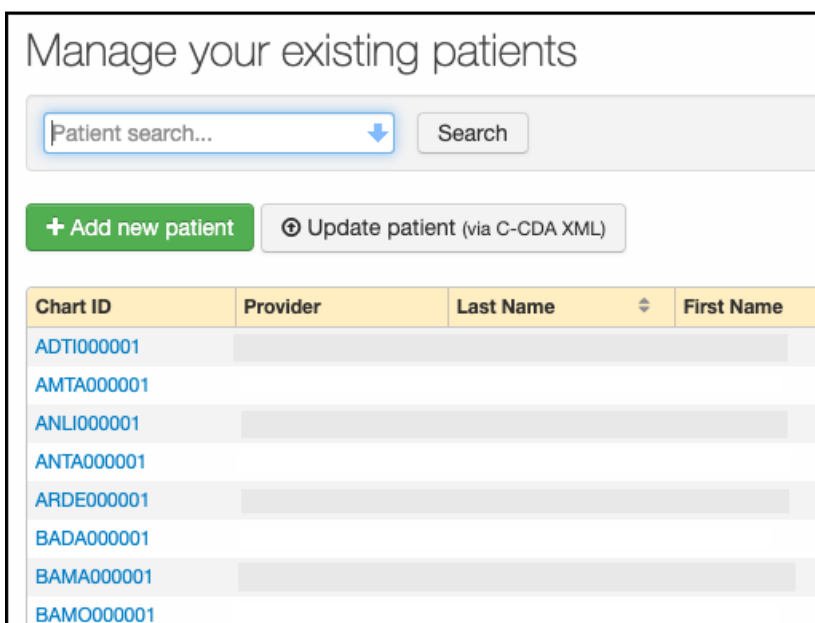 Manage your existing patients
Patient search... Search
+ Add new patient Update patient (via C-CDA XML)
Chart ID Provider Last Name First Name
ADTI000001
AMTA000001
ANLI000001
ANTA000001
ARDE000001
BADA000001
BAMA000001
BAMO000001